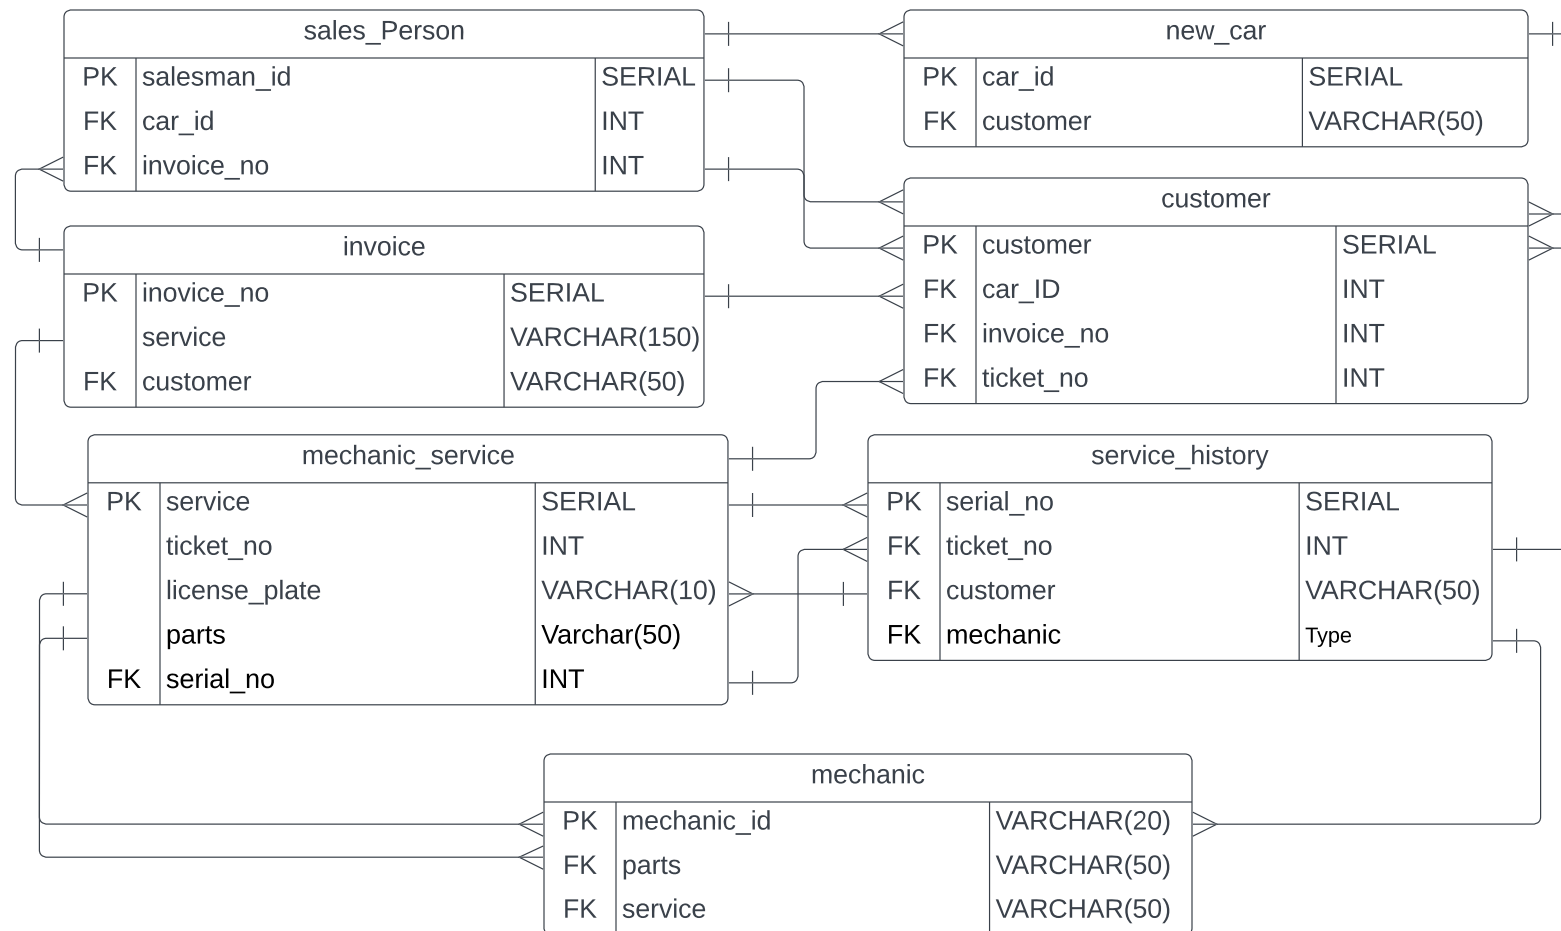 sales_Person
PK salesman_id SERIAL
FK car_id INT
FK invoice_no INT
new_car
PK car_id SERIAL
FK customer VARCHAR(50)
invoice
PK inovice_no SERIAL
service VARCHAR(150)
FK customer VARCHAR(50)
customer
PK customer SERIAL
FK car_ID INT
FK invoice_no INT
FK ticket_no INT
mechanic_service
PK service SERIAL
ticket_no INT
license_plate VARCHAR(10)
parts Varchar(50)
FK serial_no INT
service_history
PK serial_no SERIAL
FK ticket_no INT
FK customer VARCHAR(50)
FK mechanic Type
mechanic
PK mechanic_id VARCHAR(20)
FK parts VARCHAR(50)
FK service VARCHAR(50)